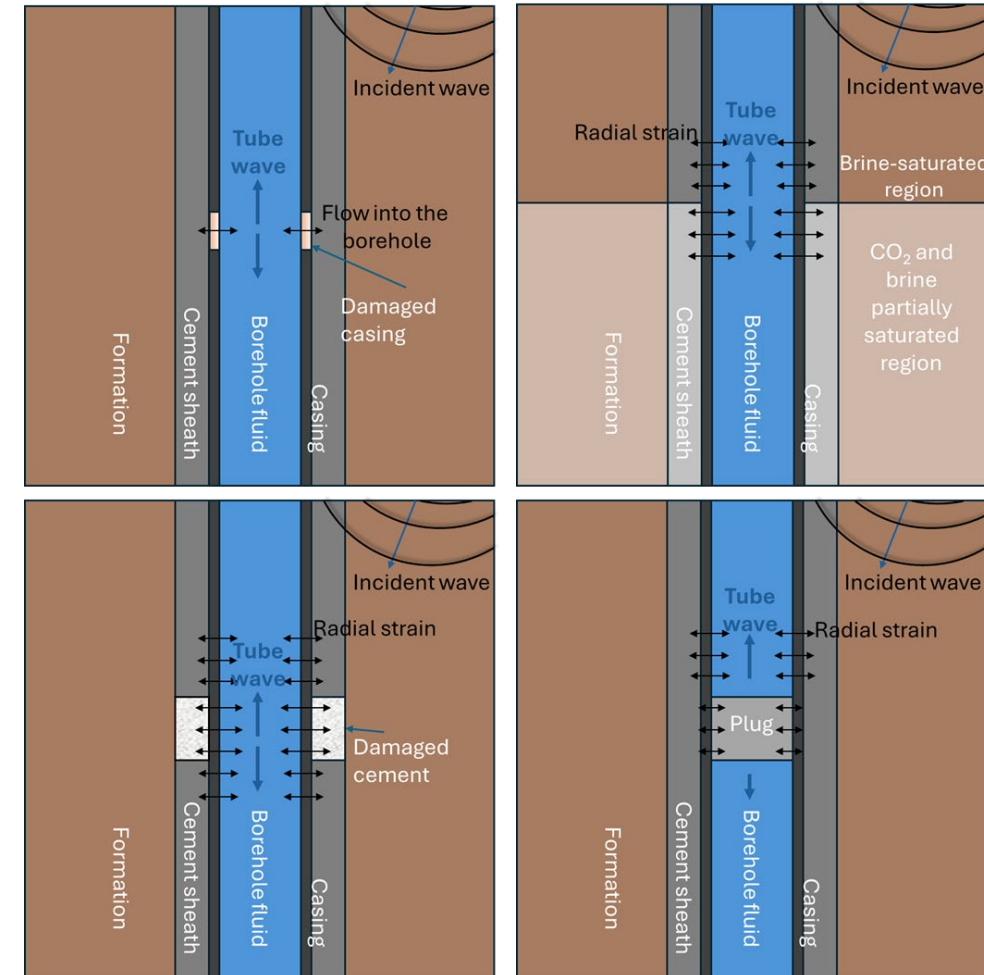 Incident wave
Tube
wave
Flow into the
borehole
Damaged
casing
Formation
Cement sheath
Borehole fluid
Casing
Incident wave
Tube
wave
Radial strain
Brine-saturated
region
CO₂ and
brine
partially
saturated
region
Formation
Cement sheath
Borehole fluid
Casing
Incident wave
Radial strain
Tube
wave
Damaged
cement
Formation
Cement sheath
Borehole fluid
Casing
Incident wave
Tube
wave
Radial strain
Plug
Formation
Cement sheath
Borehole fluid
Casing